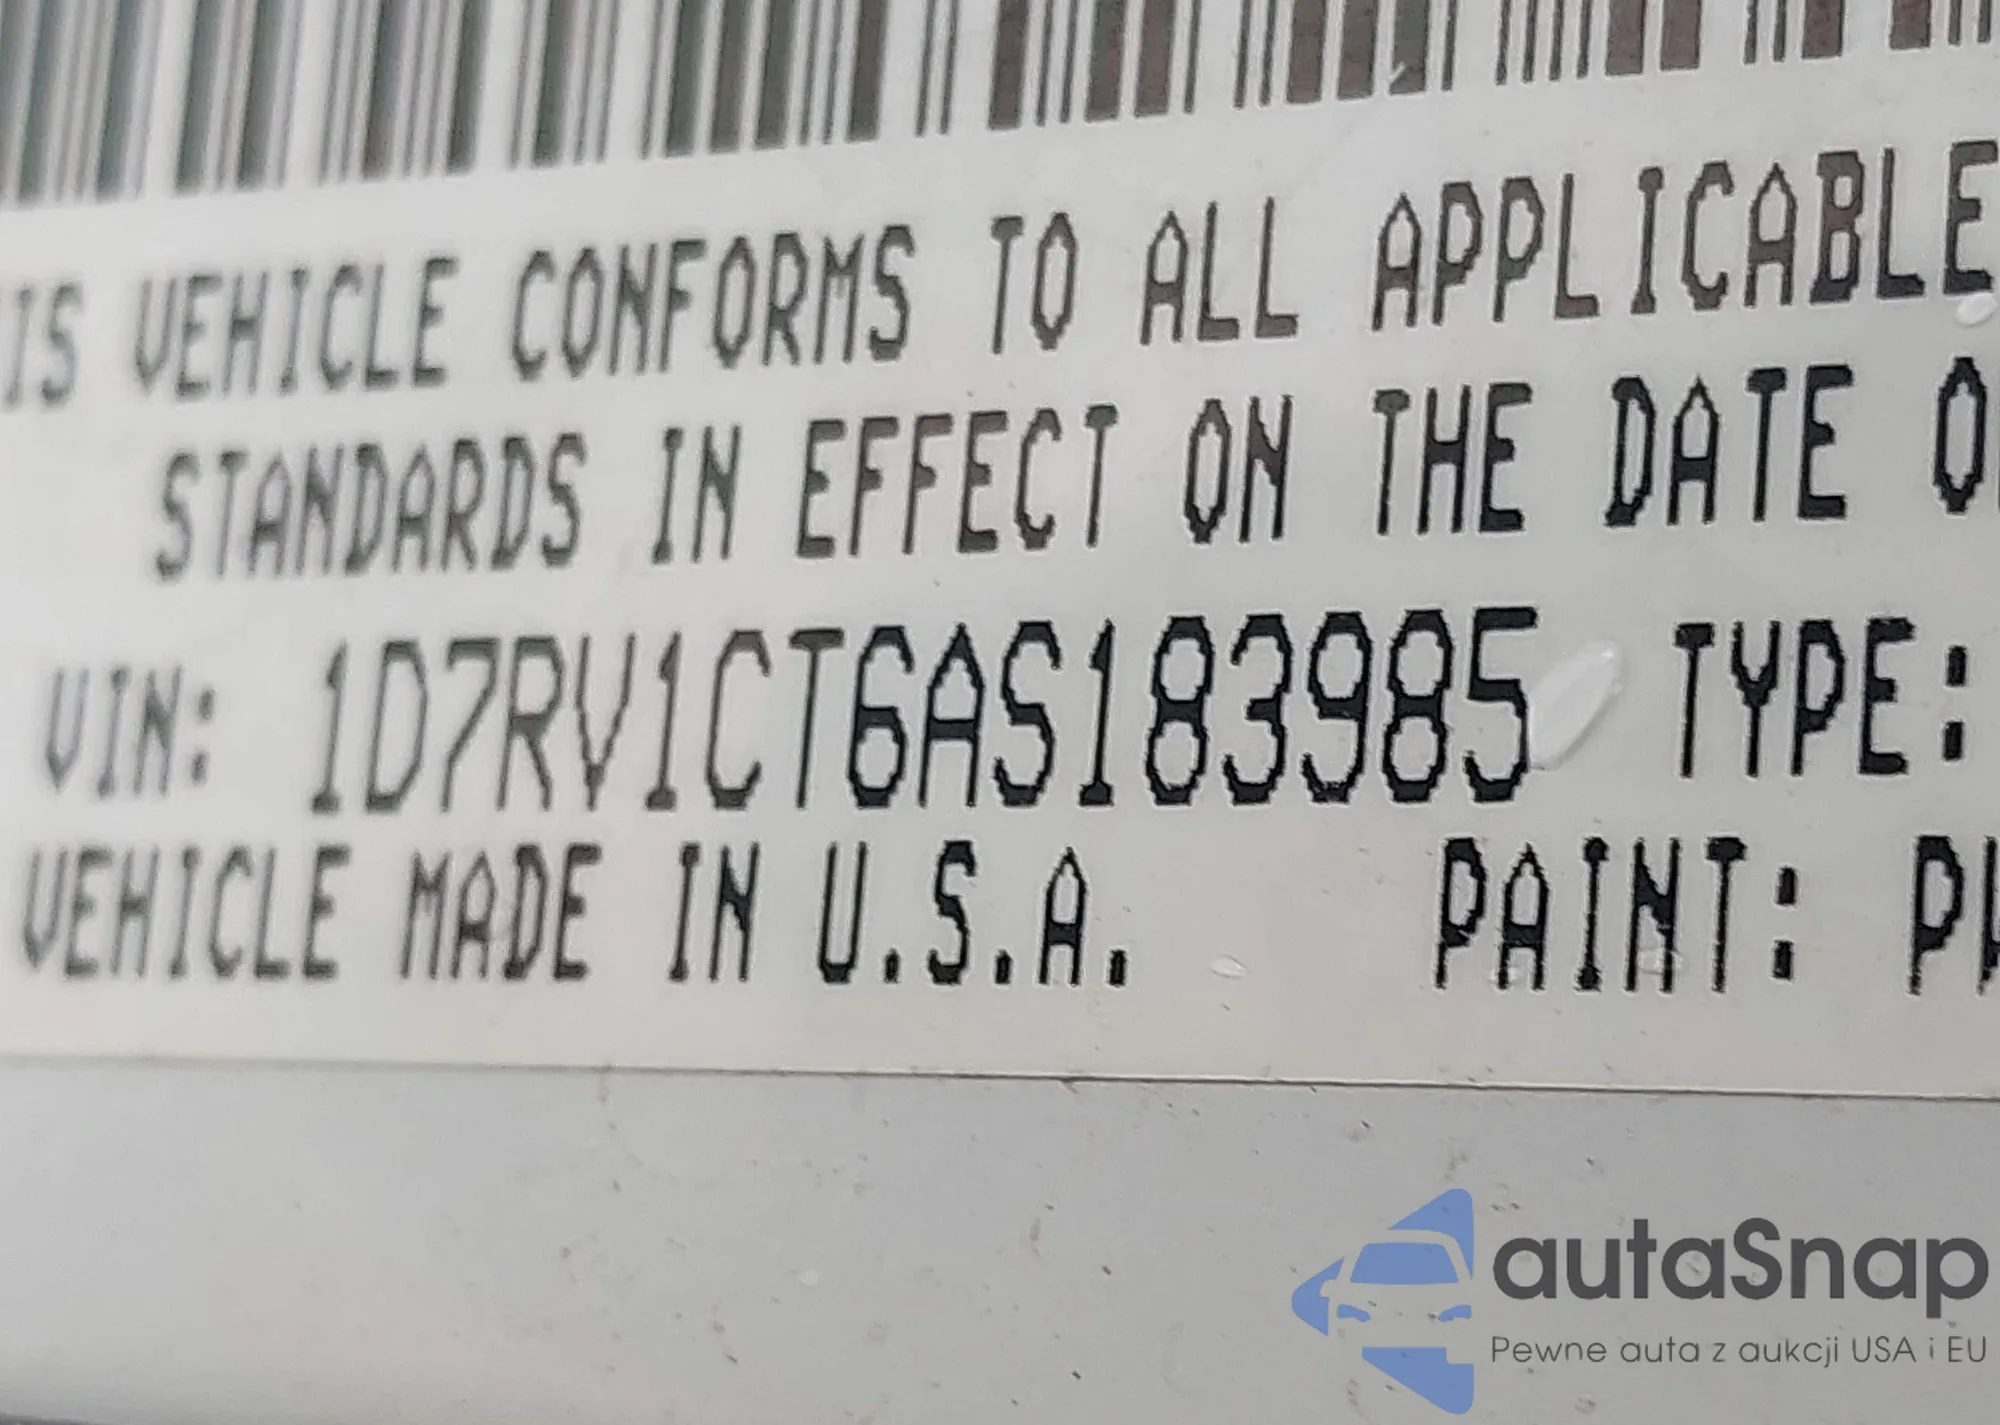 IS VEHICLE CONFORMS TO ALL APPLICABLE
STANDARDS IN EFFECT ON THE DATE O
VIN: 1D7RV1CT6AS183985 TYPE:
VEHICLE MADE IN U.S.A. PAINT: P
autaSnap
Pewne auta z aukcji USA i EU